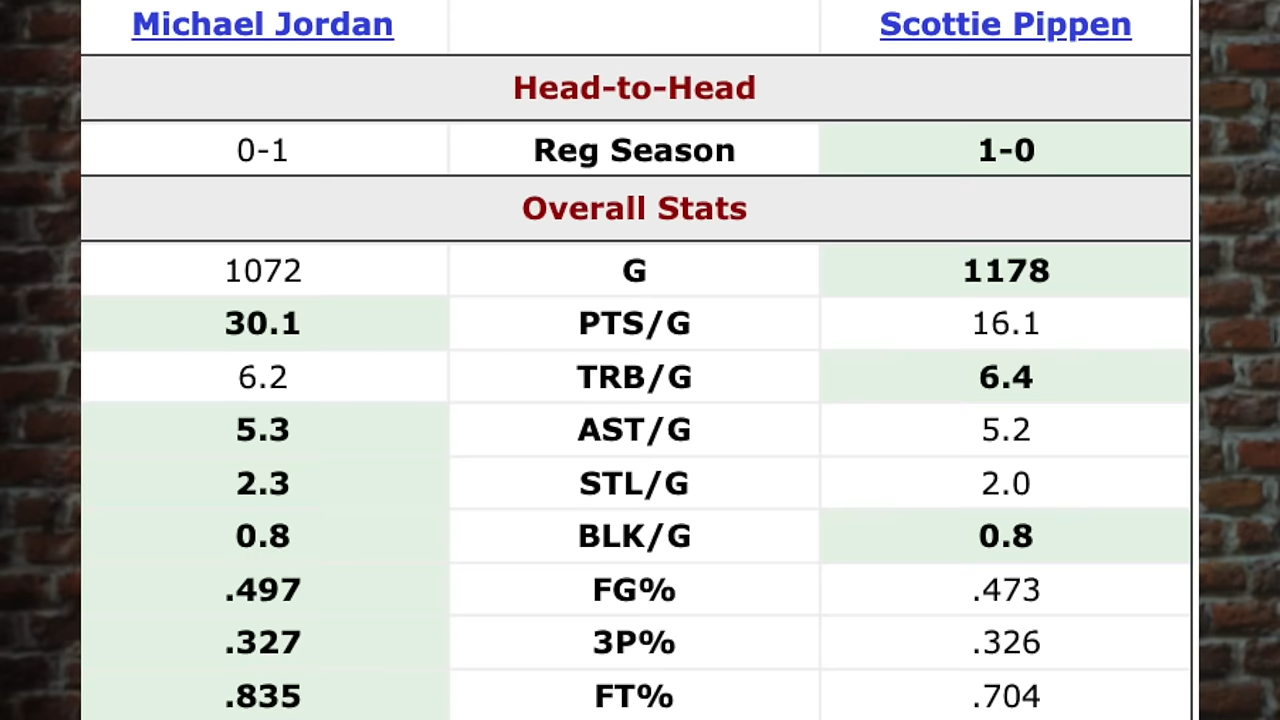 Michael Jordan Scottie Pippen
Head-to-Head
0-1 Reg Season 1-0
Overall Stats
1072 G 1178
30.1 PTS/G 16.1
6.2 TRB/G 6.4
5.3 AST/G 5.2
2.3 STL/G 2.0
0.8 BLK/G 0.8
.497 FG% .473
.327 3P% .326
.835 FT% .704